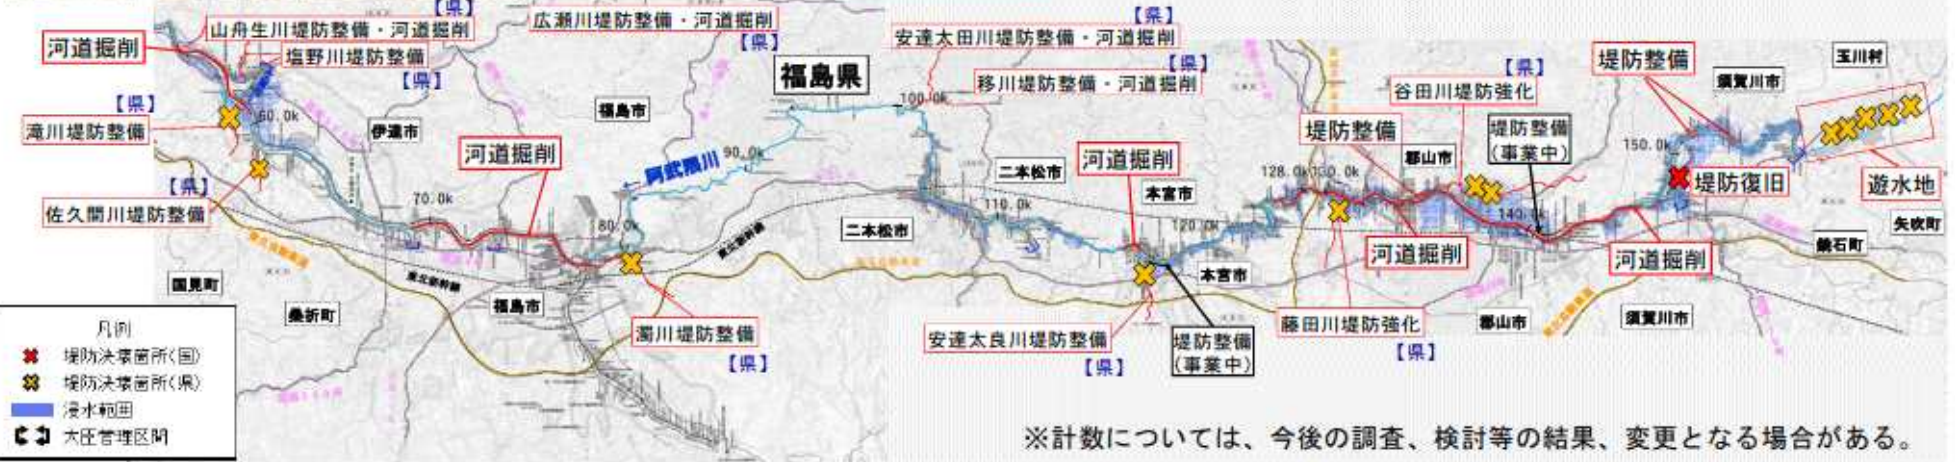 【県】
山舟生川堤防整備・河道掘削
河道掘削
塩野川堤防整備
【県】
【県】
滝川堤防整備
60.0k
伊達市
【県】
佐久間川堤防整備
70.0k
河道掘削
国見町
桑折町
東北新幹線
福島市
広瀬川堤防整備・河道掘削
【県】
福島市
福島県
阿武隈川
90.0k
80.0k
東北新幹線
濁川堤防整備
【県】
【県】
安達太田川堤防整備・河道掘削
【県】
移川堤防整備・河道掘削
100.0k
二本松市
二本松市
110.0k
河道掘削
本宮市
120.0k
本宮市
安達太良川堤防整備
【県】
堤防整備
(事業中)
128.0k
130.0k
堤防整備
【県】
谷田川堤防強化
郡山市
堤防整備
(事業中)
140.0k
河道掘削
藤田川堤防強化
【県】
郡山市
堤防整備
須賀川市
玉川村
150.0k
堤防復旧
遊水地
矢吹町
鏡石町
河道掘削
須賀川市
凡例
堤防決壊箇所(国)
堤防決壊箇所(県)
浸水範囲
大臣管理区間
※計数については、今後の調査、検討等の結果、変更となる場合がある。